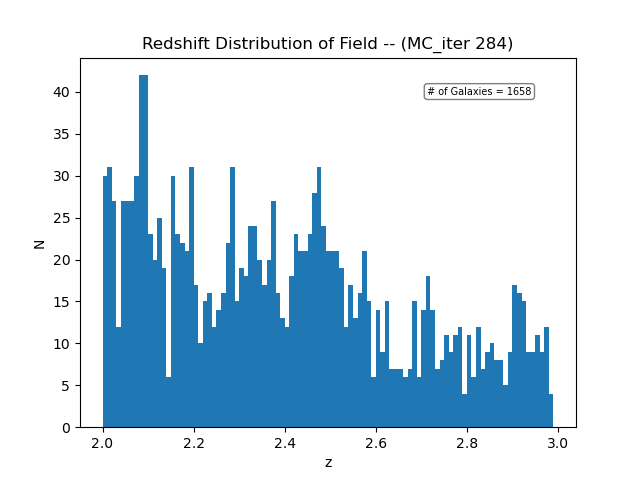 Redshift Distribution of Field -- (MC_iter 284)
# of Galaxies = 1658
N
40
35
30
25
20
15
10
5
0
2.0 2.2 2.4 2.6 2.8 3.0
z